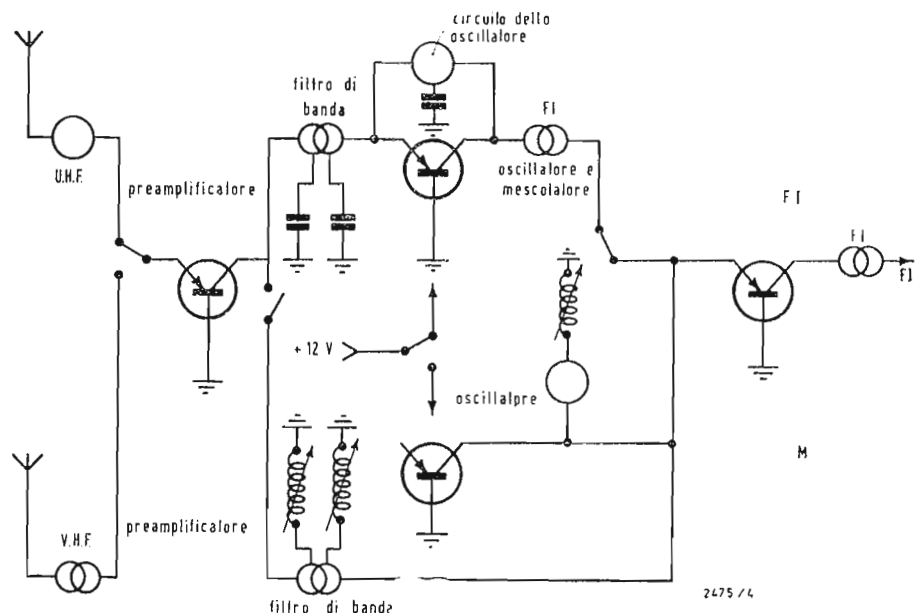 circuito dello
oscillatore
filtro di
banda
FI
U.H.F.
preamplificatore
oscillatore e
mescolatore
FI
FI
FI
+ 12 V
oscillatpre
M
preamplificatore
V.H.F.
filtro di banda
2475/4